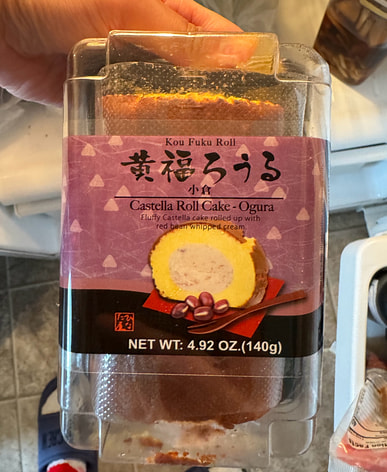 Kou Fuku Roll
黄福ろうる
小倉
Castella Roll Cake - Ogura
Fluffy Castella cake rolled up with
red bean whipped cream.
NET WT: 4.92 OZ.(140g)